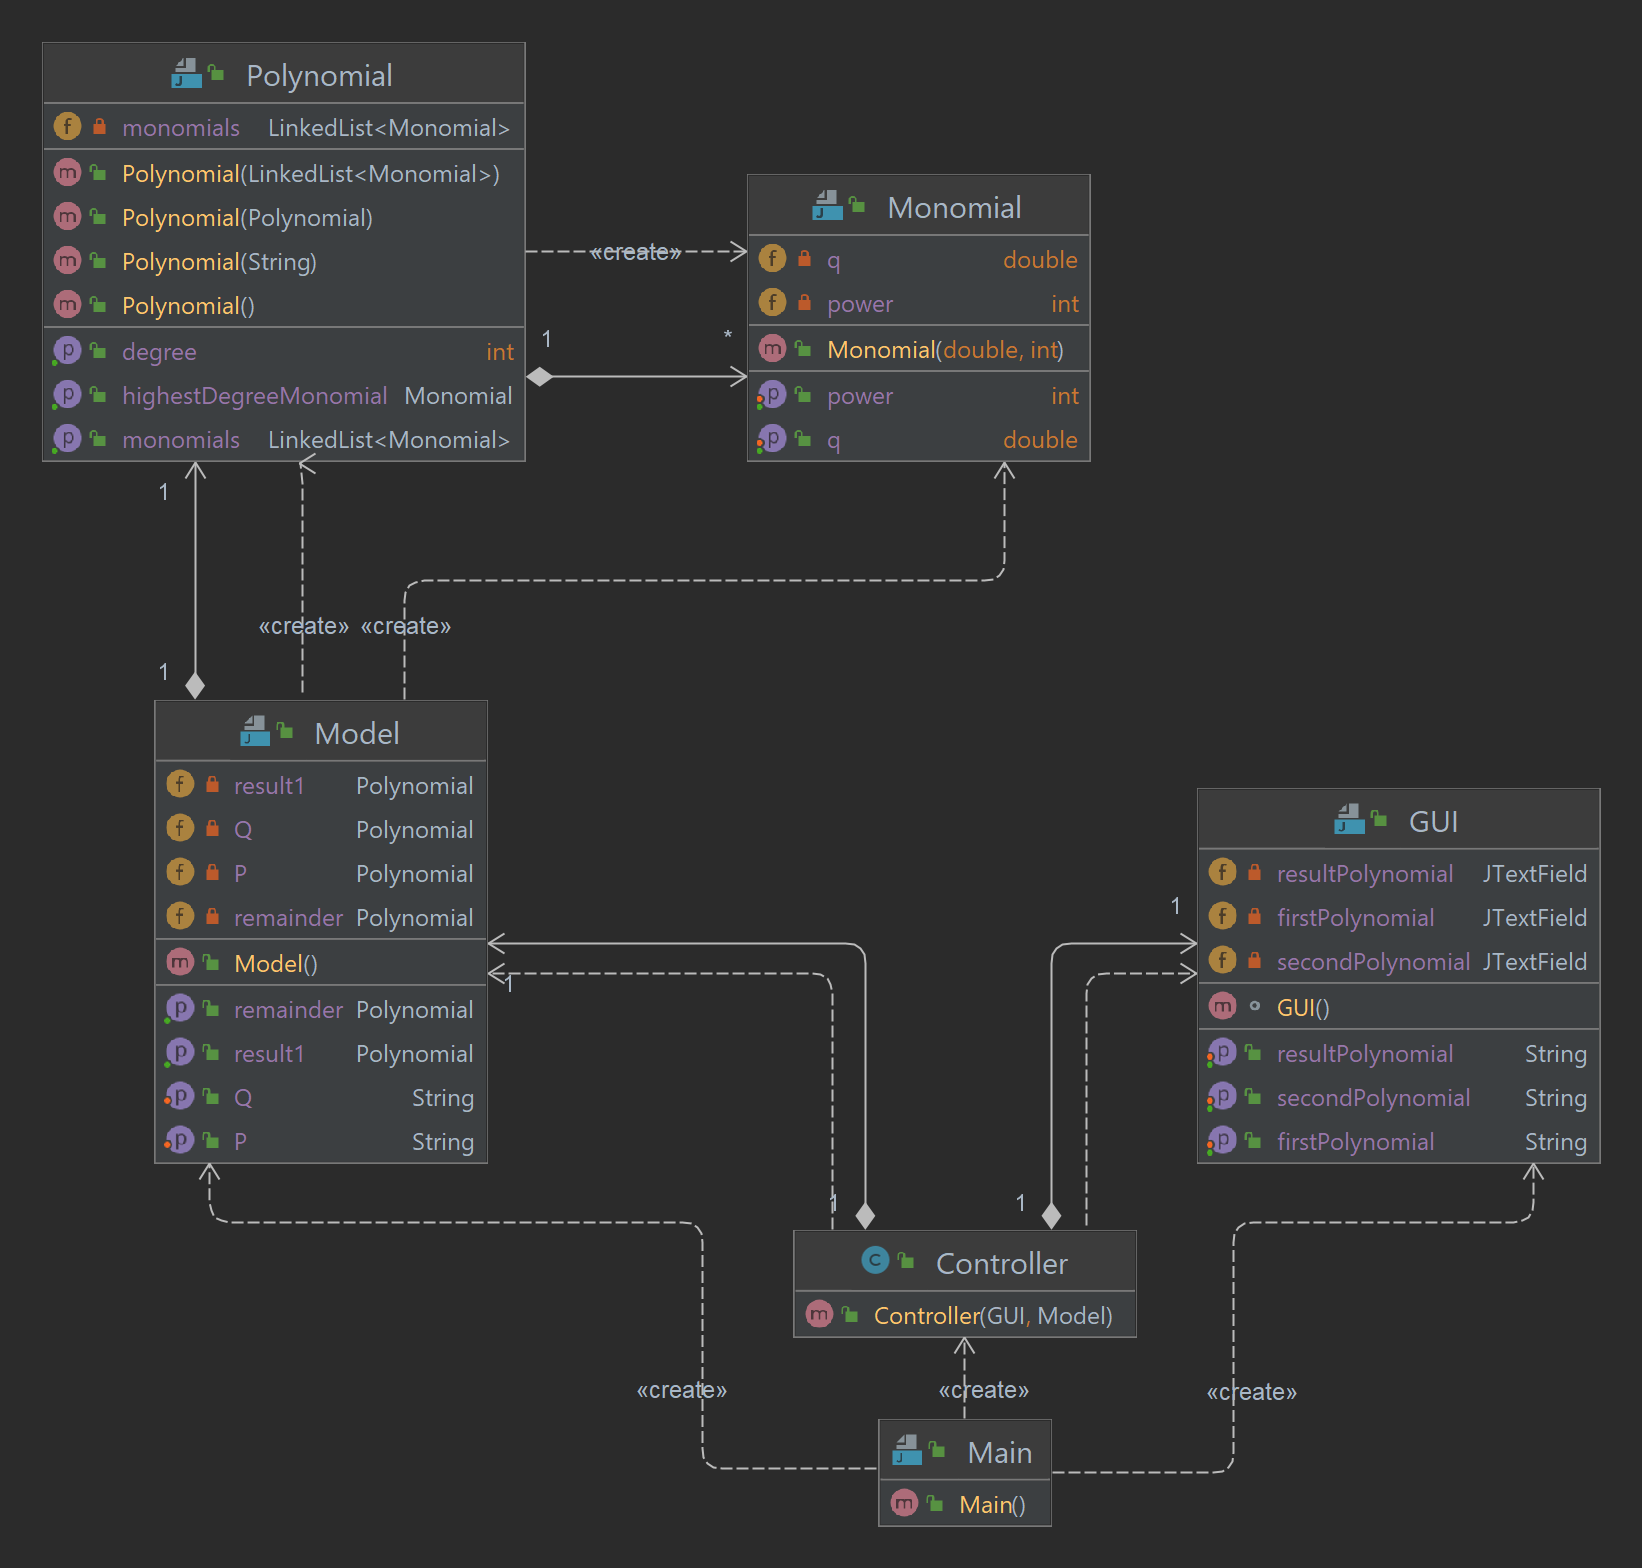 Polynomial
monomials LinkedList<Monomial>
Polynomial(LinkedList<Monomial>)
Polynomial(Polynomial)
Polynomial(String)
Polynomial()
degree int
highestDegreeMonomial Monomial
monomials LinkedList<Monomial>
«create»
1 *
Monomial
q double
power int
Monomial(double, int)
power int
q double
1
«create» «create»
1
Model
result1 Polynomial
Q Polynomial
P Polynomial
remainder Polynomial
Model()
remainder Polynomial
result1 Polynomial
Q String
P String
1
1
GUI
resultPolynomial JTextField
firstPolynomial JTextField
secondPolynomial JTextField
GUI()
resultPolynomial String
secondPolynomial String
firstPolynomial String
1 1
Controller
Controller(GUI, Model)
«create» «create» «create»
Main
Main()